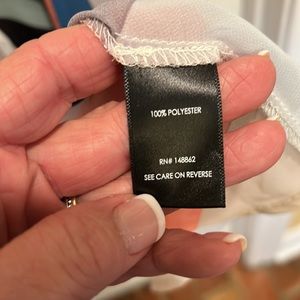 100% POLYESTER
RN# 148862
SEE CARE ON REVERSE